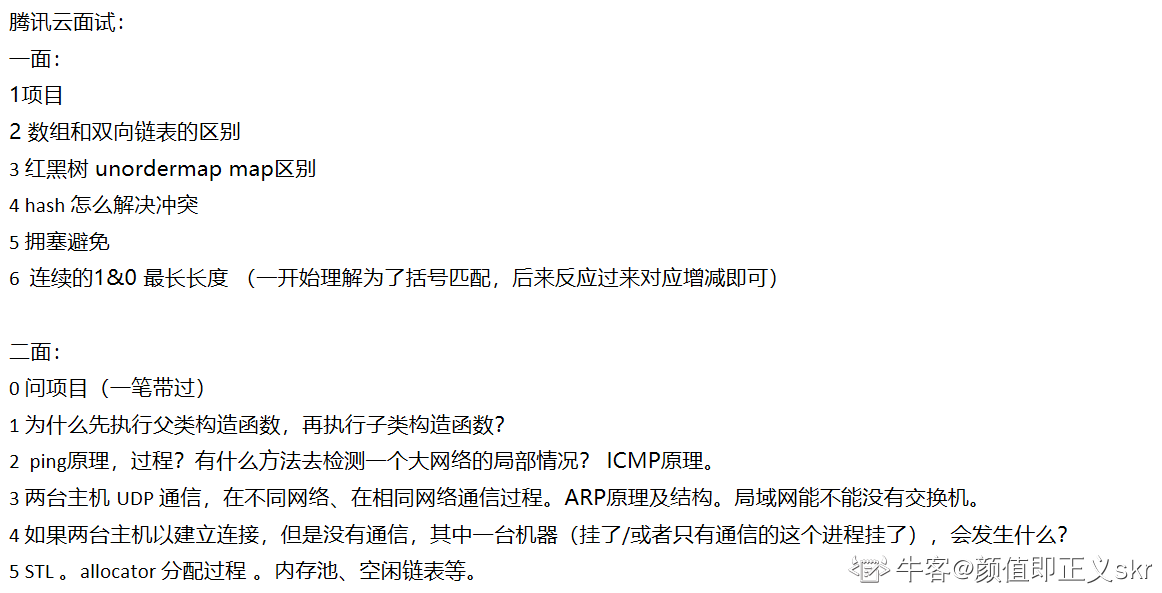 腾讯云面试：
一面：
1项目
2 数组和双向链表的区别
3 红黑树 unordermap map区别
4 hash 怎么解决冲突
5 拥塞避免
6  连续的1&0 最长长度 （一开始理解为了括号匹配，后来反应过来对应增减即可）
二面：
0 问项目（一笔带过）
1 为什么先执行父类构造函数，再执行子类构造函数？
2  ping原理，过程？有什么方法去检测一个大网络的局部情况？ ICMP原理。
3 两台主机 UDP 通信，在不同网络、在相同网络通信过程。ARP原理及结构。局域网能不能没有交换机。
4 如果两台主机以建立连接，但是没有通信，其中一台机器（挂了/或者只有通信的这个进程挂了），会发生什么？
5 STL 。allocator 分配过程 。内存池、空闲链表等。
牛客@颜值即正义skr